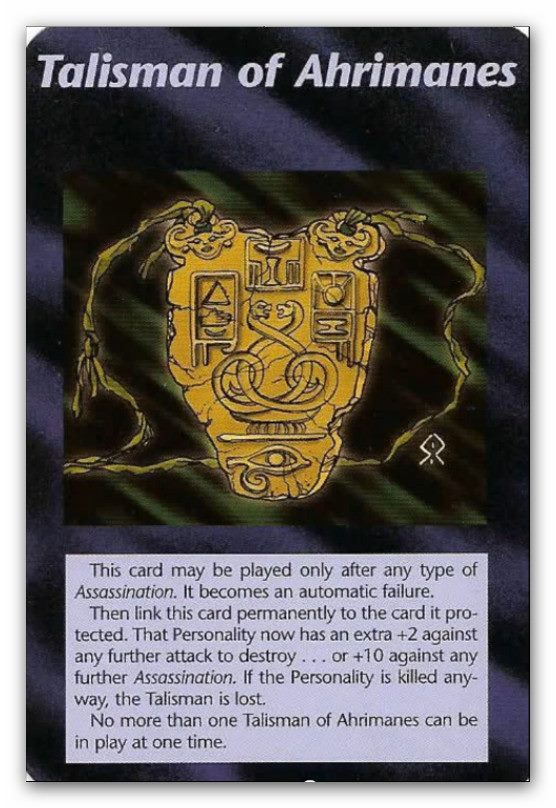 Talisman of Ahrimanes
This card may be played only after any type of
Assassination. It becomes an automatic failure.
Then link this card permanently to the card it pro-
tected. That Personality now has an extra +2 against
any further attack to destroy . . . or +10 against any
further Assassination. If the Personality is killed any-
way, the Talisman is lost.
No more than one Talisman of Ahrimanes can be
in play at one time.